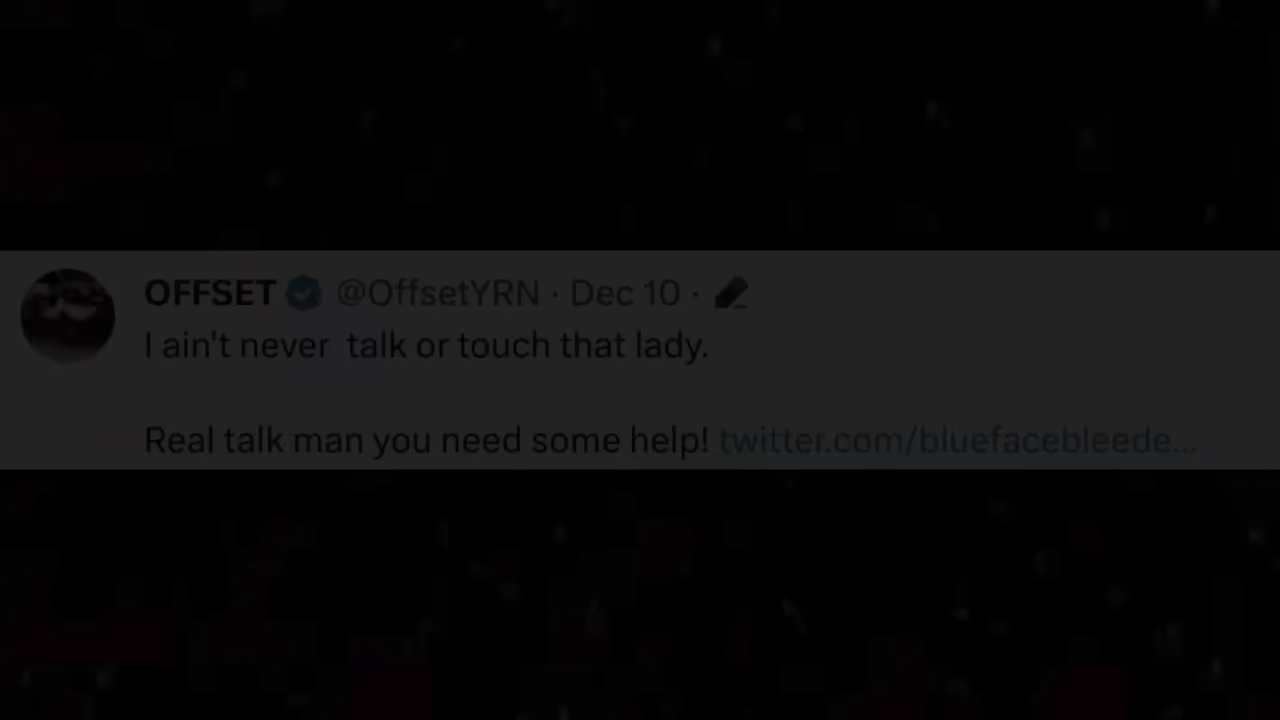 OFFSET @OffsetYRN · Dec 10 ·
I ain't never talk or touch that lady.
Real talk man you need some help! twitter.com/bluefacebleede...